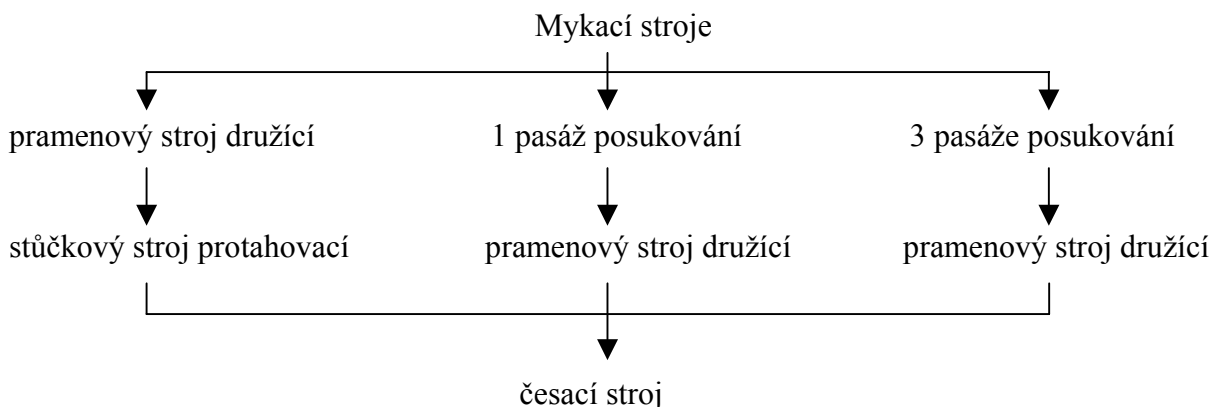 Mykací stroje
pramenový stroj družící
1 pasáž posukování
3 pasáže posukování
stůčkový stroj protahovací
pramenový stroj družící
pramenový stroj družící
česací stroj